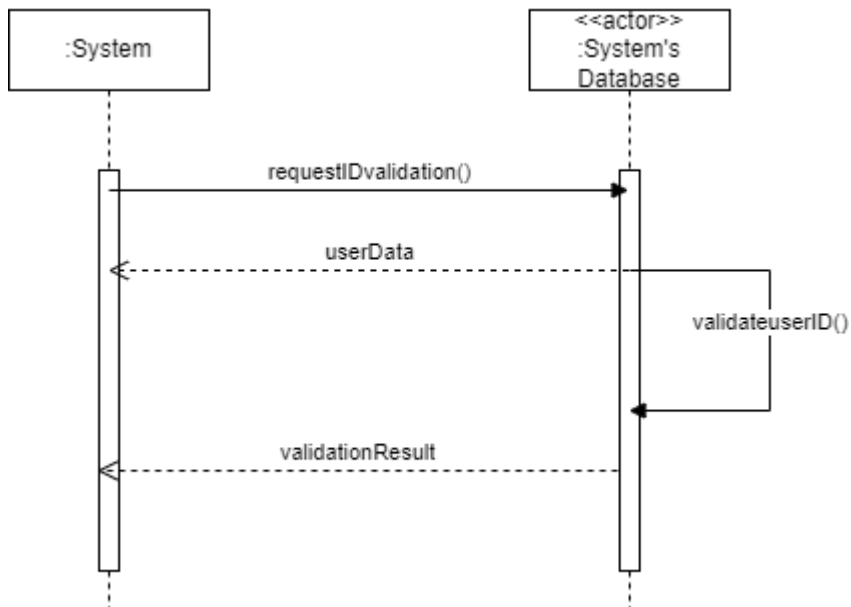 :System
<<actor>>
:System's
Database
requestIDvalidation()
userData
validateuserID()
validationResult